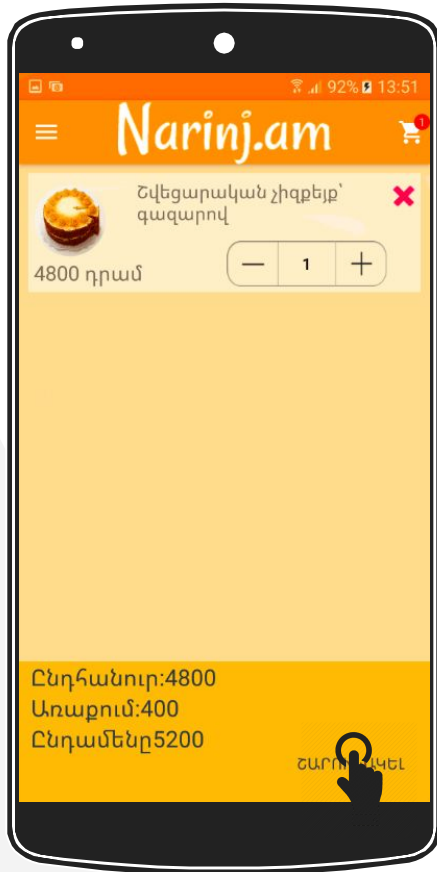 92% 13:51
Narinj.am
1
Շվեցարական չիզքեյք՝
գազարով
4800 դրամ
1
Ընդհանուր:4800
Առաքում:400
Ընդամենը5200